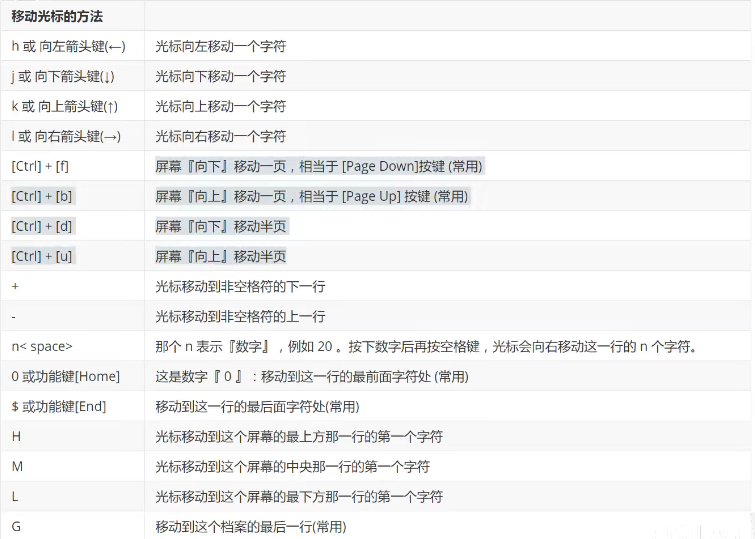 移动光标的方法
h 或 向左箭头键(←) 光标向左移动一个字符
j 或 向下箭头键(↓) 光标向下移动一个字符
k 或 向上箭头键(↑) 光标向上移动一个字符
l 或 向右箭头键(→) 光标向右移动一个字符
[Ctrl] + [f] 屏幕『向下』移动一页，相当于 [Page Down]按键 (常用)
[Ctrl] + [b] 屏幕『向上』移动一页，相当于 [Page Up] 按键 (常用)
[Ctrl] + [d] 屏幕『向下』移动半页
[Ctrl] + [u] 屏幕『向上』移动半页
+ 光标移动到非空格符的下一行
- 光标移动到非空格符的上一行
n< space> 那个 n 表示『数字』，例如 20 。按下数字后再按空格键，光标会向右移动这一行的 n 个字符。
0 或功能键[Home] 这是数字『 0 』：移动到这一行的最前面字符处 (常用)
$ 或功能键[End] 移动到这一行的最后面字符处(常用)
H 光标移动到这个屏幕的最上方那一行的第一个字符
M 光标移动到这个屏幕的中央那一行的第一个字符
L 光标移动到这个屏幕的最下方那一行的第一个字符
G 移动到这个档案的最后一行(常用)